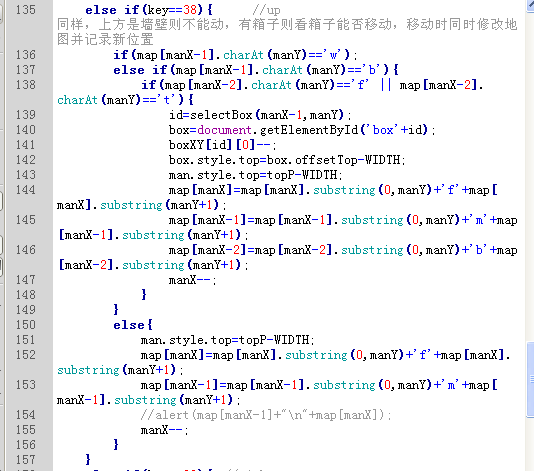 135 else if(key==38){ //up
同样，上方是墙壁则不能动，有箱子则看箱子能否移动，移动时同时修改地
图并记录新位置
136 if(map[manX-1].charAt(manY)=='w');
137 else if(map[manX-1].charAt(manY)=='b'){
138 if(map[manX-2].charAt(manY)=='f' || map[manX-2].
charAt(manY)=='t'){
139 id=selectBox(manX-1,manY);
140 box=document.getElementById('box'+id);
141 boxXY[id][0]--;
142 box.style.top=box.offsetTop-WIDTH;
143 man.style.top=topP-WIDTH;
144 map[manX]=map[manX].substring(0,manY)+'f'+map[
manX].substring(manY+1);
145 map[manX-1]=map[manX-1].substring(0,manY)+'m'+map
[manX-1].substring(manY+1);
146 map[manX-2]=map[manX-2].substring(0,manY)+'b'+map
[manX-2].substring(manY+1);
147 manX--;
148 }
149 }
150 else{
151 man.style.top=topP-WIDTH;
152 map[manX]=map[manX].substring(0,manY)+'f'+map[manX].
substring(manY+1);
153 map[manX-1]=map[manX-1].substring(0,manY)+'m'+map[
manX-1].substring(manY+1);
154 //alert(map[manX-1]+"\n"+map[manX]);
155 manX--;
156 }
157 }